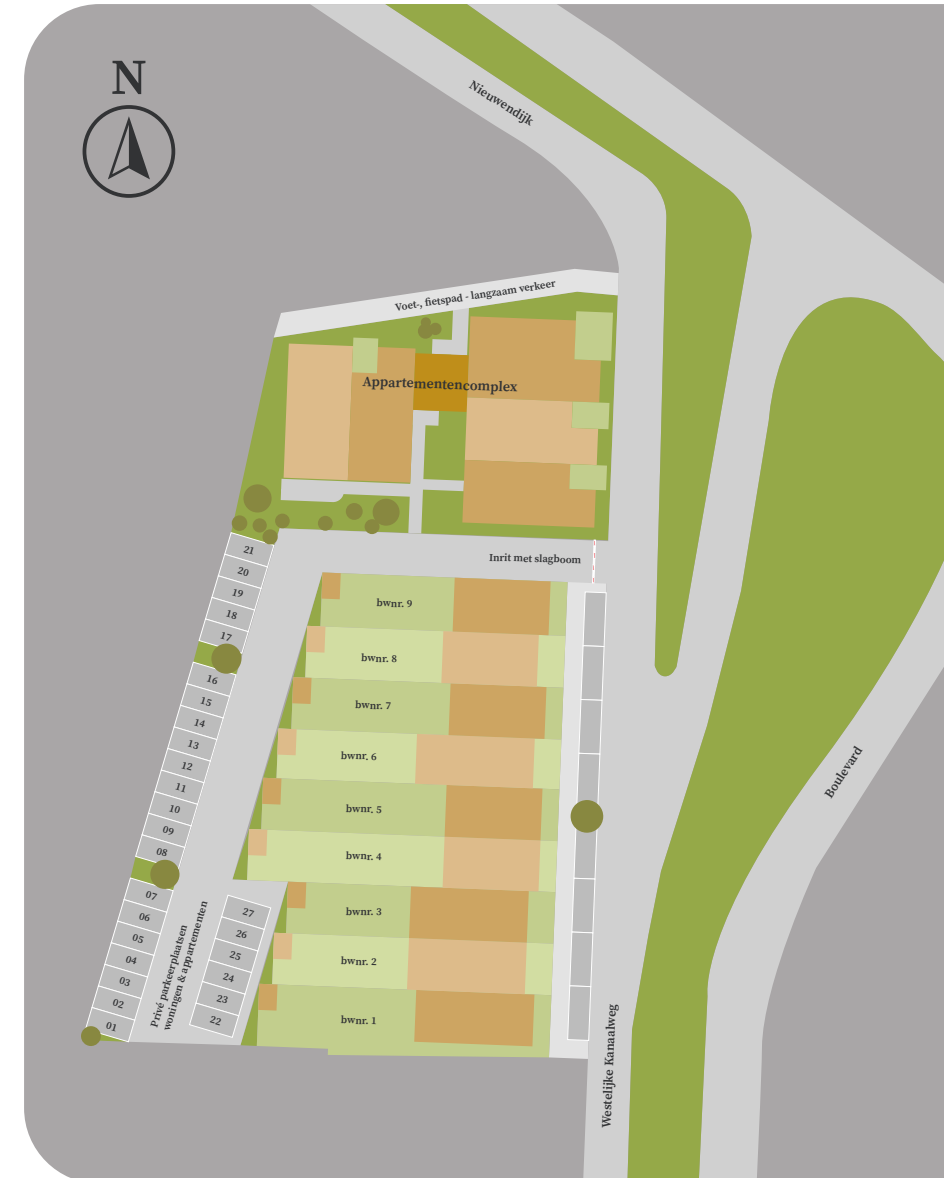 N
Nieuwendijk
Voet-, fietspad - langzaam verkeer
Appartementencomplex
Inrit met slagboom
21
20
19
18
17
16
15
14
13
12
11
10
09
08
07
06
05
04
03
02
01
bwnr. 9
bwnr. 8
bwnr. 7
bwnr. 6
bwnr. 5
bwnr. 4
bwnr. 3
bwnr. 2
bwnr. 1
27
26
25
24
23
22
Privé parkeerplaatsen
woningen & appartementen
Boulevard
Westelijke Kanaalweg